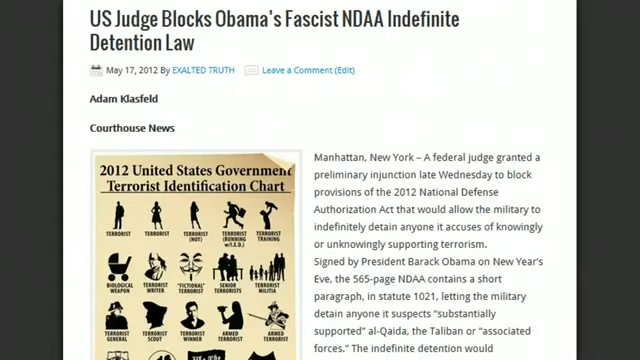 US Judge Blocks Obama's Fascist NDAA Indefinite
Detention Law
May 17, 2012 By EXALTED TRUTH Leave a Comment (Edit)
Adam Klasfeld
Courthouse News
2012 United States Government
Terrorist Identification Chart
TERRORIST TERRORIST TERRORIST (HOT) TERRORIST (RUNNING w/I.E.D.) TERRORIST TRAINING
BIOLOGICAL WEAPON TERRORIST WRITER "FICTIONAL" TERRORIST SENIOR TERRORISTS TERRORIST MILITIA
TERRORIST GENERAL TERRORIST SCOUT TERRORIST WINNER ARMED TERRORIST ARMED TERRORIST
Manhattan, New York – A federal judge granted a
preliminary injunction late Wednesday to block
provisions of the 2012 National Defense
Authorization Act that would allow the military to
indefinitely detain anyone it accuses of knowingly
or unknowingly supporting terrorism.
Signed by President Barack Obama on New Year's
Eve, the 565-page NDAA contains a short
paragraph, in statute 1021, letting the military
detain anyone it suspects "substantially
supported" al-Qaida, the Taliban or "associated
forces." The indefinite detention would